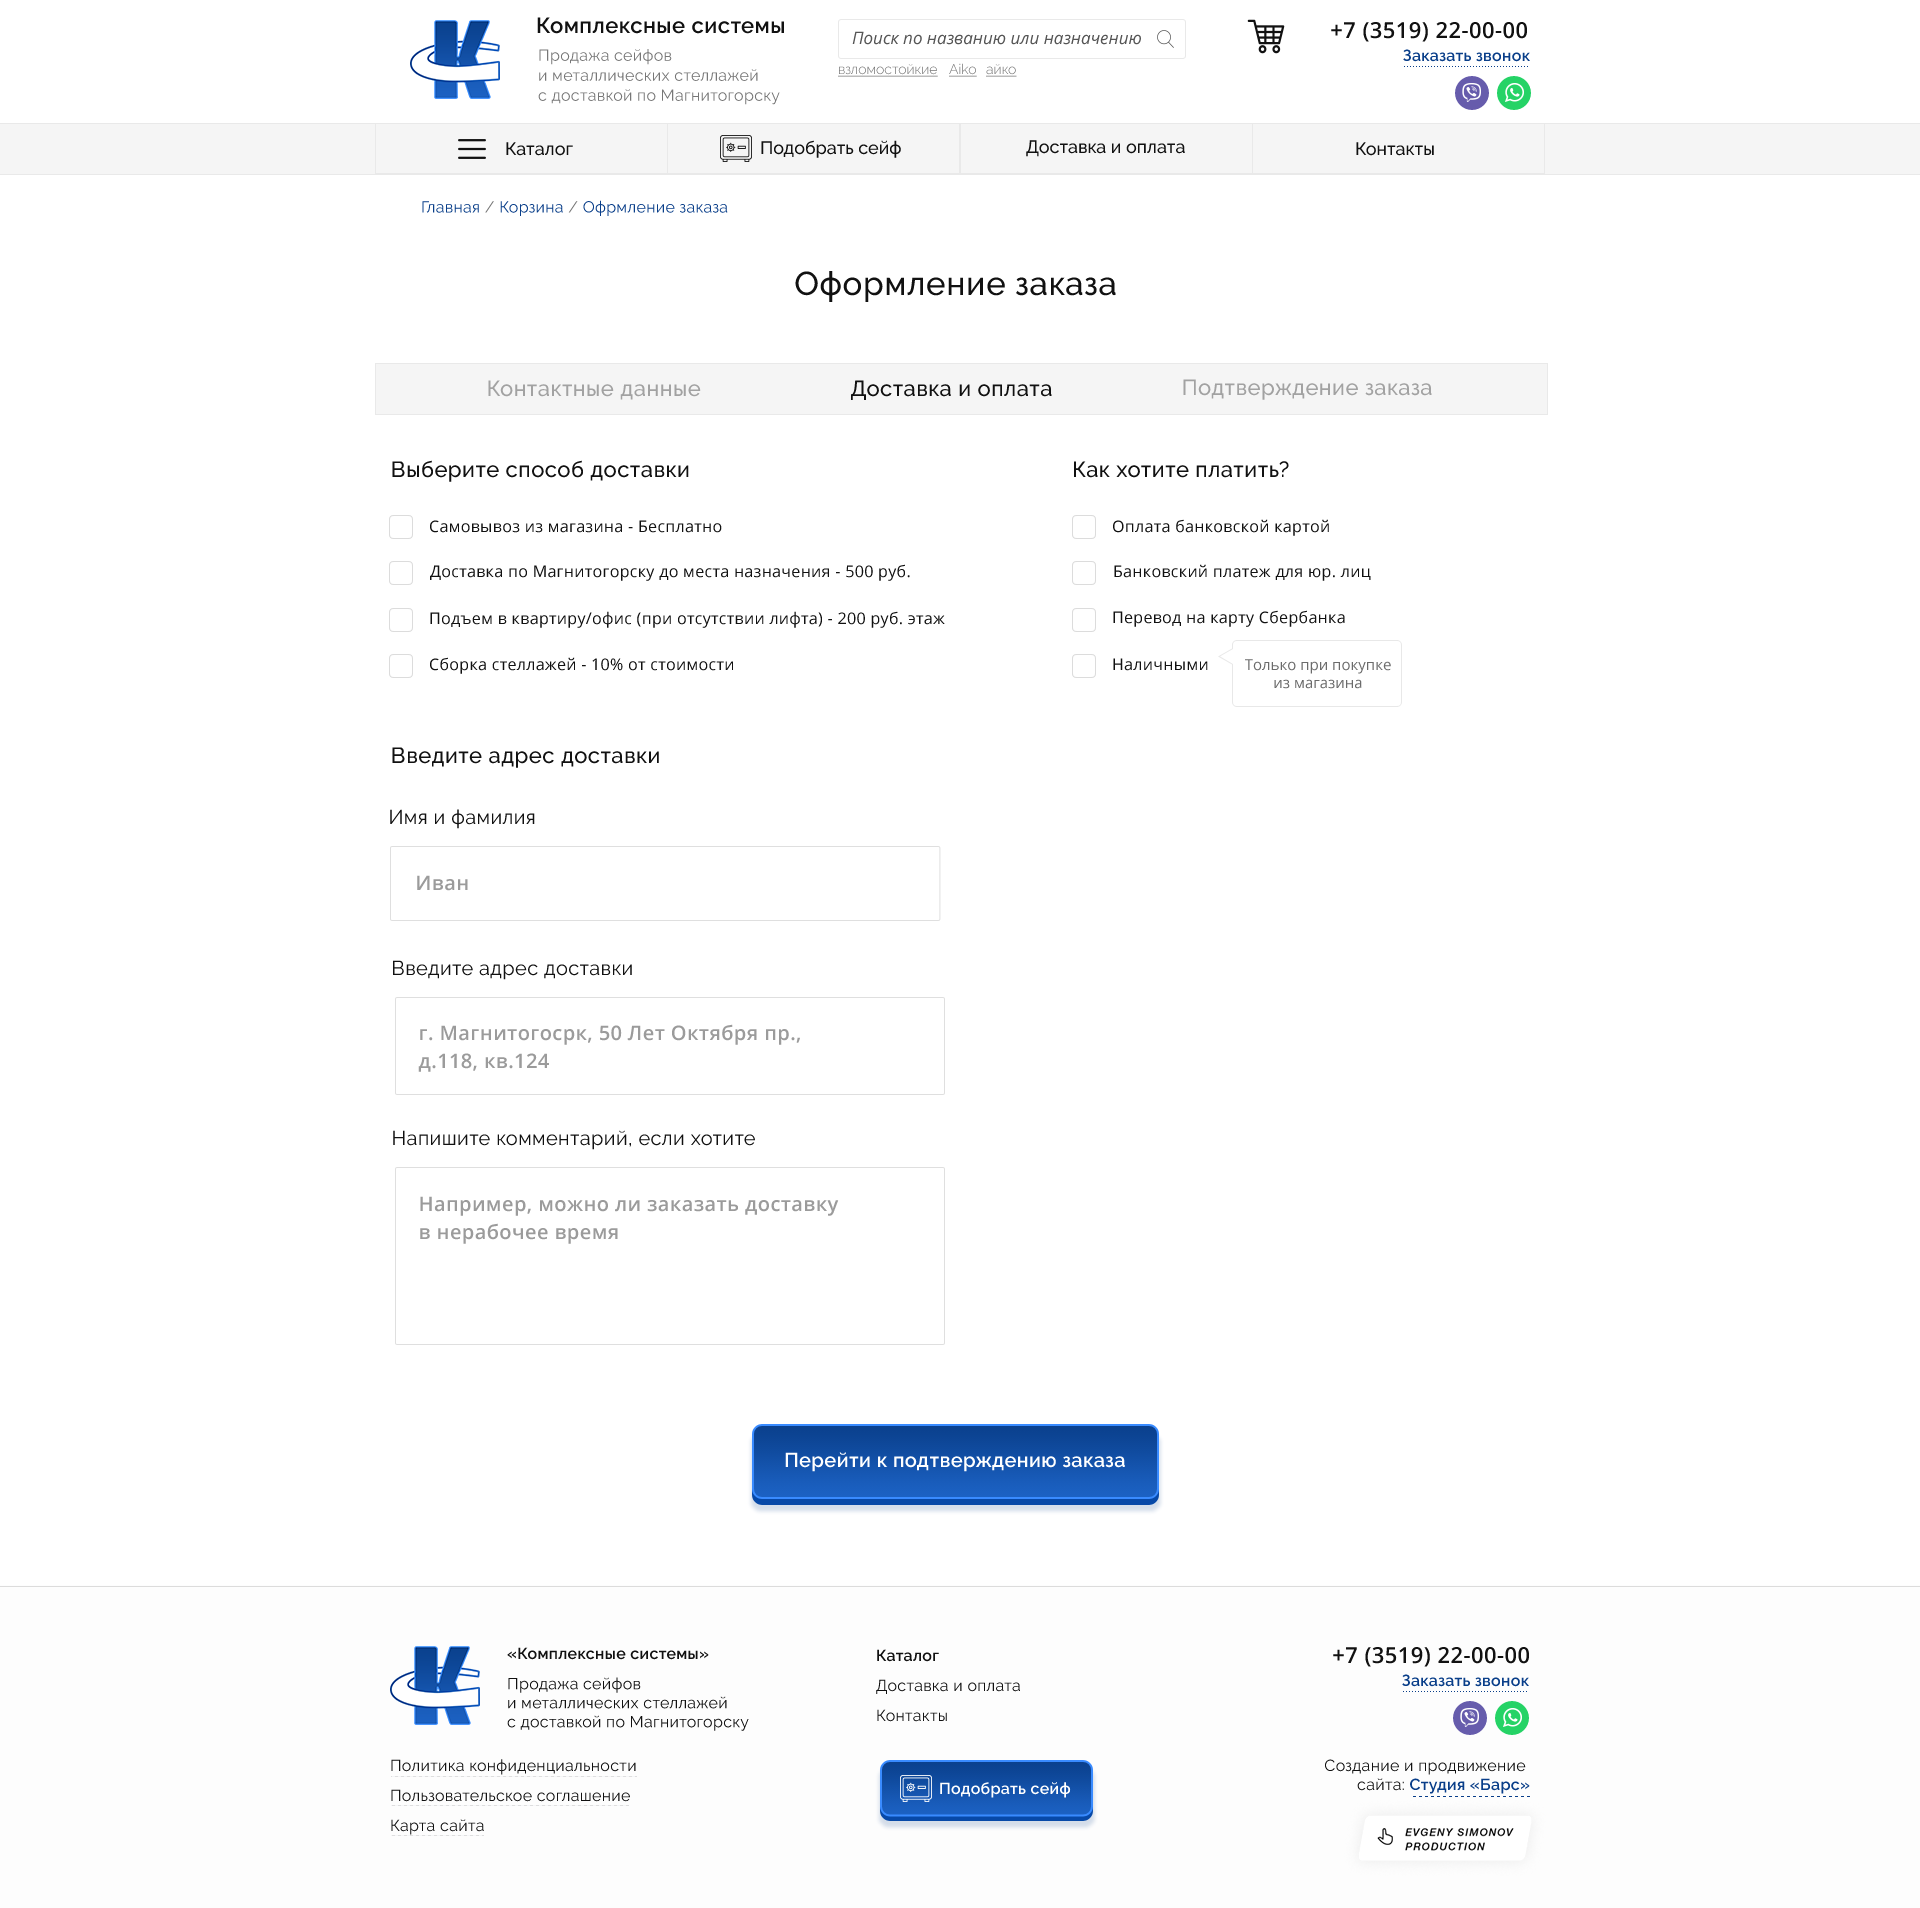 Комплексные системы
Продажа сейфов
и металлических стеллажей
с доставкой по Магнитогорску
Поиск по названию или назначению
взломостойкие Aiko айко
+7 (3519) 22-00-00
Заказать звонок
Каталог
Подобрать сейф
Доставка и оплата
Контакты
Главная / Корзина / Офрмление заказа
Оформление заказа
Контактные данные
Доставка и оплата
Подтверждение заказа
Выберите способ доставки
Самовывоз из магазина - Бесплатно
Доставка по Магнитогорску до места назначения - 500 руб.
Подъем в квартиру/офис (при отсутствии лифта) - 200 руб. этаж
Сборка стеллажей - 10% от стоимости
Как хотите платить?
Оплата банковской картой
Банковский платеж для юр. лиц
Перевод на карту Сбербанка
Наличными
Только при покупке
из магазина
Введите адрес доставки
Имя и фамилия
Иван
Введите адрес доставки
г. Магнитогосрк, 50 Лет Октября пр.,
д.118, кв.124
Напишите комментарий, если хотите
Например, можно ли заказать доставку
в нерабочее время
Перейти к подтверждению заказа
«Комплексные системы»
Продажа сейфов
и металлических стеллажей
с доставкой по Магнитогорску
Политика конфиденциальности
Пользовательское соглашение
Карта сайта
Каталог
Доставка и оплата
Контакты
Подобрать сейф
+7 (3519) 22-00-00
Заказать звонок
Создание и продвижение
сайта: Студия «Барс»
EVGENY SIMONOV
PRODUCTION